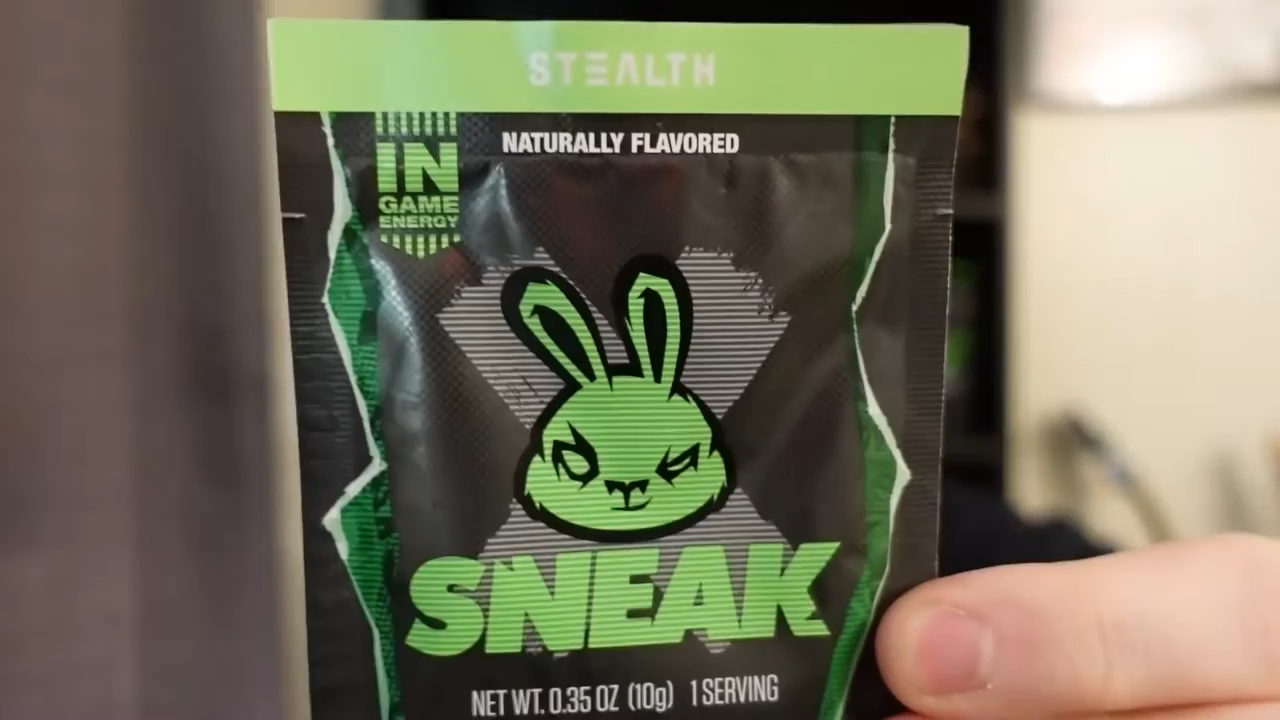 STEALTH
NATURALLY FLAVORED
IN
GAME
ENERGY
SNEAK
NET WT. 0.35 OZ (10g) 1 SERVING